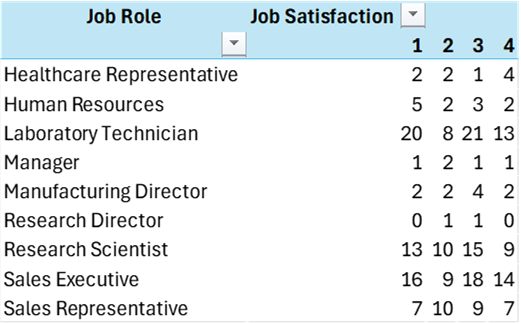 Job Role Job Satisfaction
1 2 3 4
Healthcare Representative 2 2 1 4
Human Resources 5 2 3 2
Laboratory Technician 20 8 21 13
Manager 1 2 1 1
Manufacturing Director 2 2 4 2
Research Director 0 1 1 0
Research Scientist 13 10 15 9
Sales Executive 16 9 18 14
Sales Representative 7 10 9 7